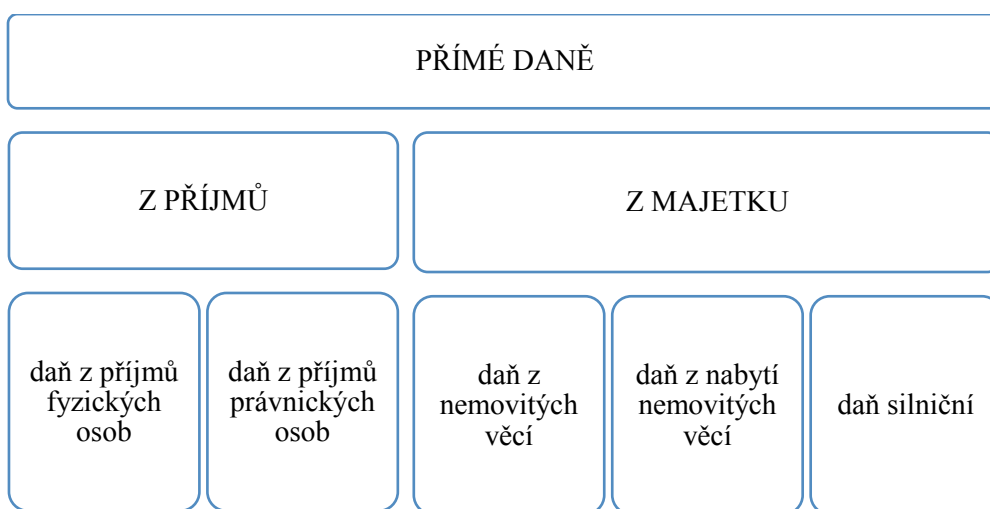 PŘÍMÉ DANĚ
Z PŘÍJMŮ
Z MAJETKU
daň z příjmů
fyzických
osob
daň z příjmů
právnických
osob
daň z
nemovitých
věcí
daň z nabytí
nemovitých
věcí
daň silniční